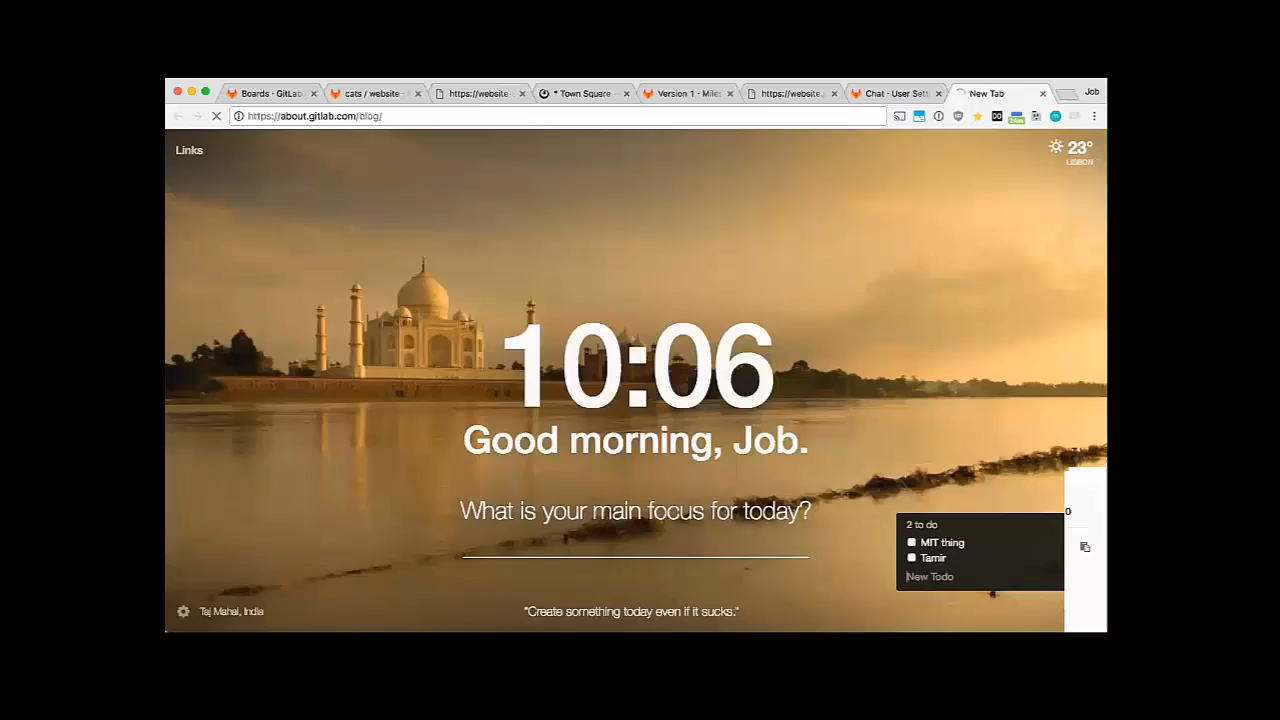 Boards · GitLab
cats / website ·
https://website-
* Town Square
Version 1 - Miles
https://website.
Chat · User Sett
New Tab
Job
https://about.gitlab.com/blog/
Links
23°
LISBON
10:06
Good morning, Job.
What is your main focus for today?
2 to do
MIT thing
Tamir
New Todo
0
Taj Mahal, India
"Create something today even if it sucks."